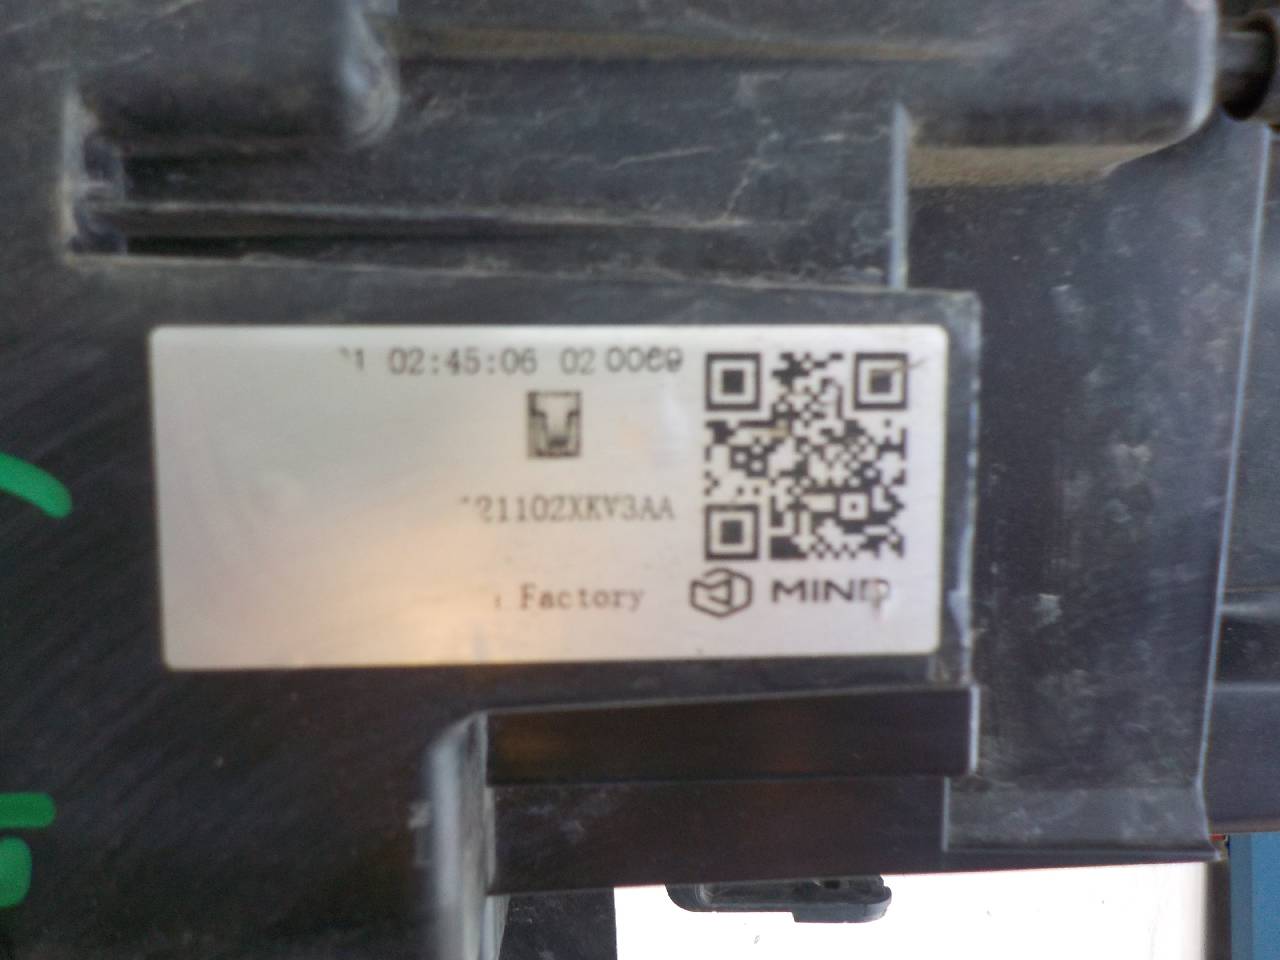 02:45:06 02 0069
21102XKV3AA
Factory
MIND